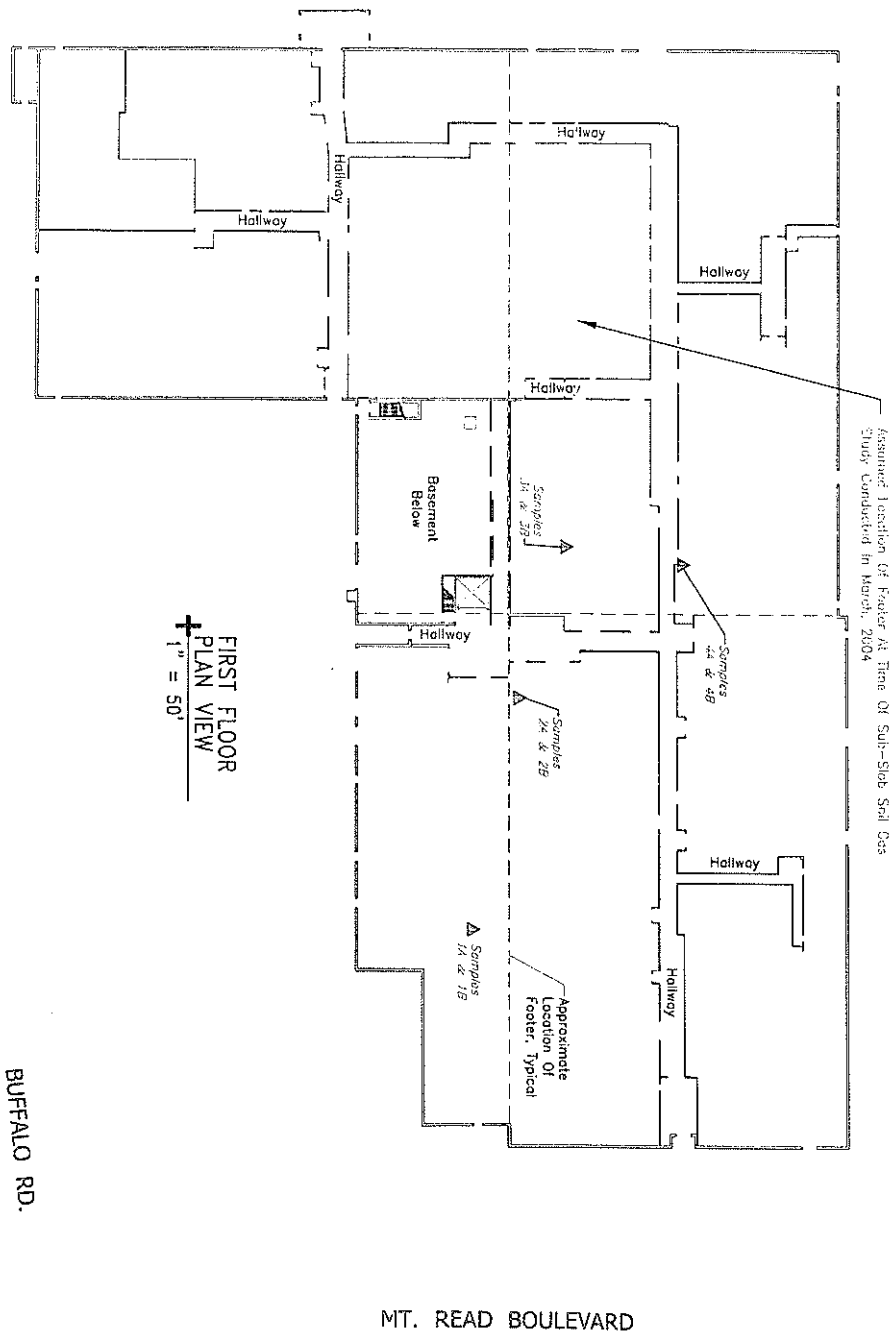 Hallway
Hallway
Hallway
Hallway
Hallway
Assumed Location Of Footer At Time Of Sub-Slab Soil Gas
Study Conducted In March, 2004
Basement
Below
Samples
3A & 3B
Samples
4A & 4B
Hallway
Samples
2A & 2B
Hallway
Samples
1A & 1B
Hallway
Approximate
Location Of
Footer, Typical
FIRST FLOOR
PLAN VIEW
1" = 50'
BUFFALO RD.
MT. READ BOULEVARD